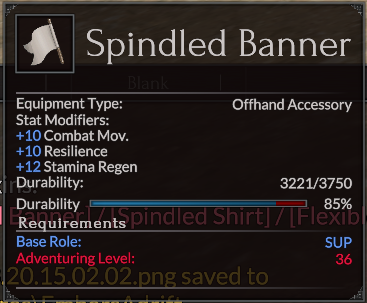 Spindled Banner
Blank
Equipment Type: Offhand Accessory
Stat Modifiers:
+10 Combat Mov.
+10 Resilience
+12 Stamina Regen
Durability: 3221/3750
Durability 85%
Banner] / [Spindled Shirt] / [Flexibl
Requirements
Base Role: SUP
Adventuring Level: 36
.20.15.02.02.png saved to